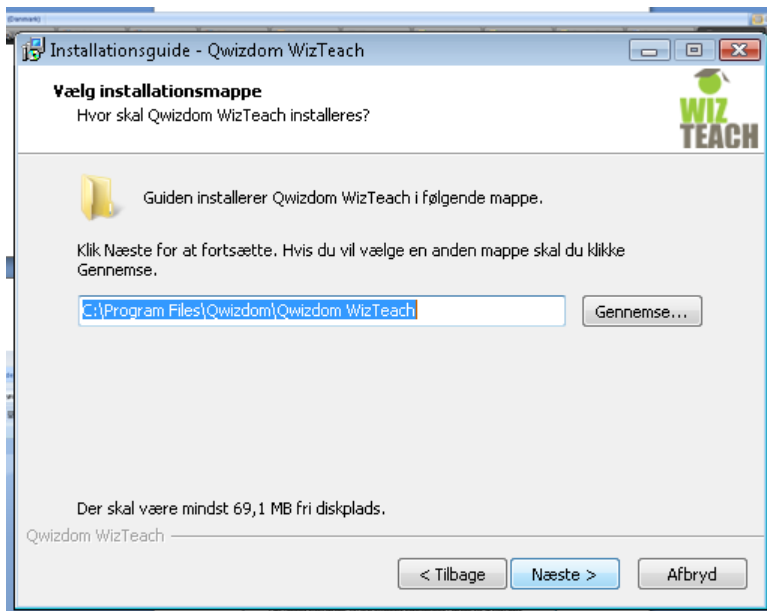 (Danmark)
Installationsguide - Qwizdom WizTeach
Vælg installationsmappe
Hvor skal Qwizdom WizTeach installeres?
WIZ
TEACH
Guiden installerer Qwizdom WizTeach i følgende mappe.
Klik Næste for at fortsætte. Hvis du vil vælge en anden mappe skal du klikke
Gennemse.
C:\Program Files\Qwizdom\Qwizdom WizTeach
Gennemse...
Der skal være mindst 69,1 MB fri diskplads.
Qwizdom WizTeach
< Tilbage
Næste >
Afbryd